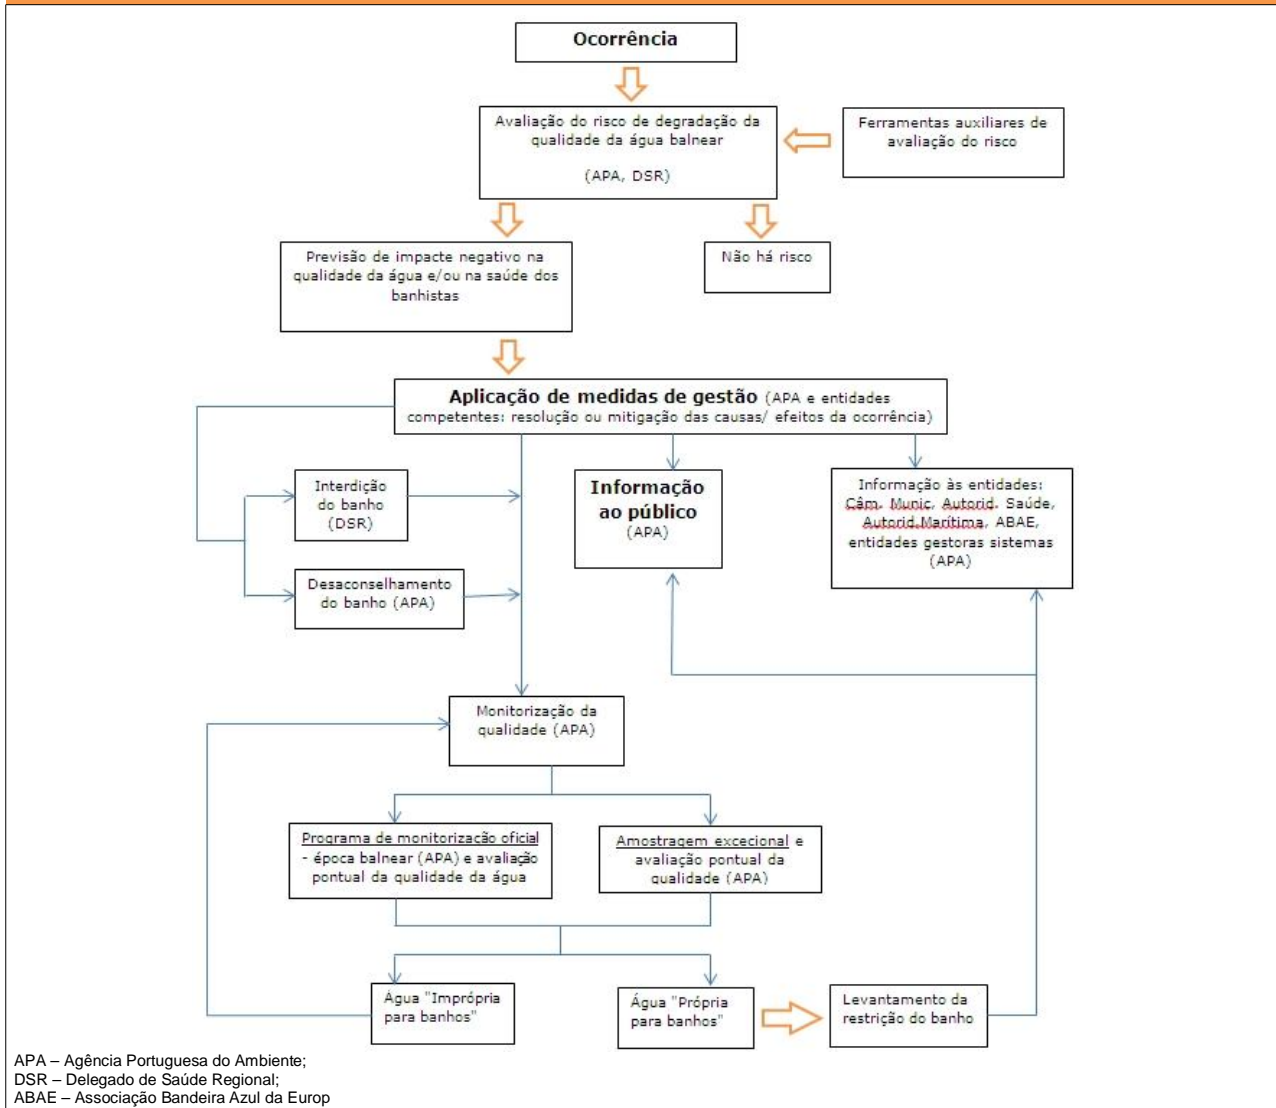 Ocorrência
Avaliação do risco de degradação da
qualidade da água balnear
(APA, DSR)
Ferramentas auxiliares de
avaliação do risco
Previsão de impacte negativo na
qualidade da água e/ou na saúde dos
banhistas
Não há risco
Aplicação de medidas de gestão (APA e entidades
competentes: resolução ou mitigação das causas/ efeitos da ocorrência)
Interdição
do banho
(DSR)
Desaconselhamento
do banho (APA)
Informação
ao público
(APA)
Informação às entidades:
Câm. Munic, Autorid. Saúde,
Autorid.Marítima, ABAE,
entidades gestoras sistemas
(APA)
Monitorização da
qualidade (APA)
Programa de monitorização oficial
- época balnear (APA) e avaliação
pontual da qualidade da água
Amostragem excecional e
avaliação pontual da
qualidade (APA)
Água "Imprópria
para banhos"
Água "Própria
para banhos"
Levantamento da
restrição do banho
APA – Agência Portuguesa do Ambiente;
DSR – Delegado de Saúde Regional;
ABAE – Associação Bandeira Azul da Europ